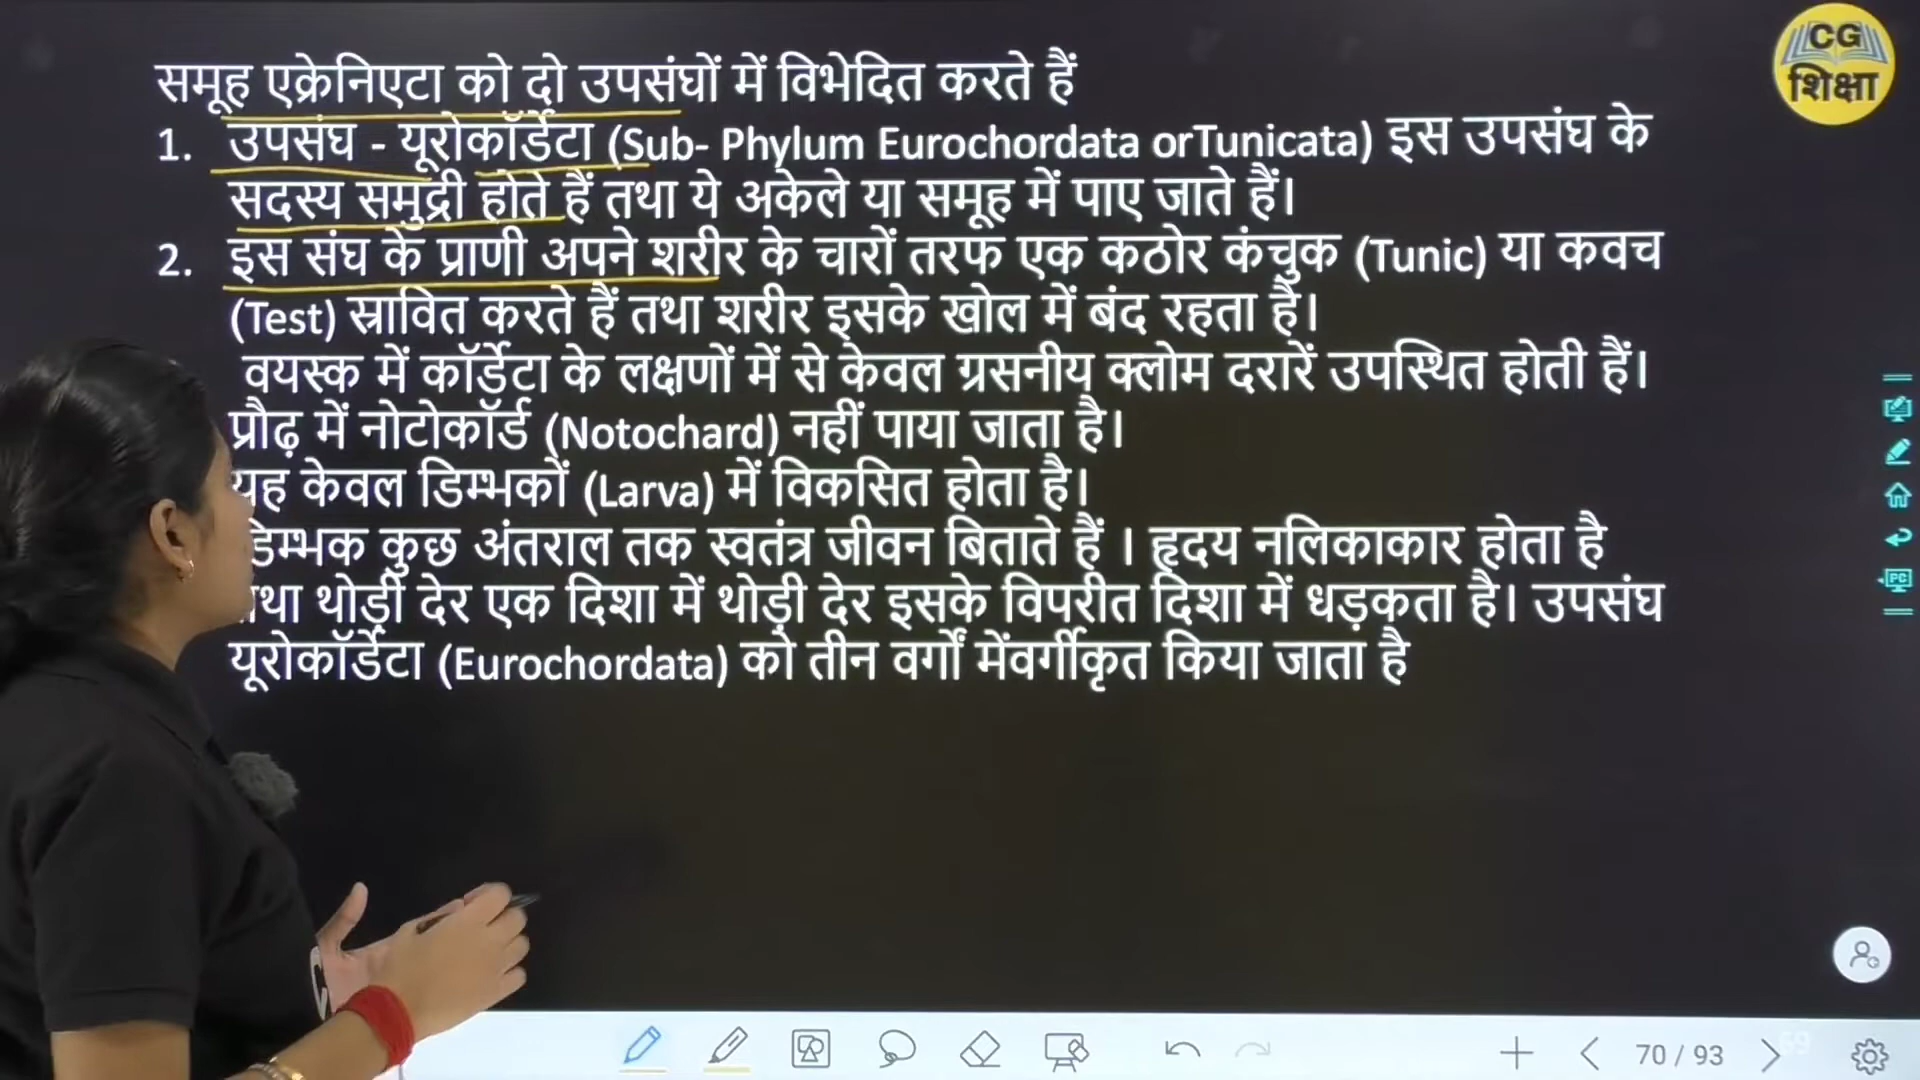 CG
शिक्षा
समूह एक्रेनिएटा को दो उपसंघों में विभेदित करते हैं
1. उपसंघ - यूरोकॉर्डेटा (Sub- Phylum Eurochordata orTunicata) इस उपसंघ के
सदस्य समुद्री होते हैं तथा ये अकेले या समूह में पाए जाते हैं।
2. इस संघ के प्राणी अपने शरीर के चारों तरफ एक कठोर कंचुक (Tunic) या कवच
(Test) स्रावित करते हैं तथा शरीर इसके खोल में बंद रहता है।
वयस्क में कॉर्डेटा के लक्षणों में से केवल ग्रसनीय क्लोम दरारें उपस्थित होती हैं।
प्रौढ़ में नोटोकॉर्ड (Notochard) नहीं पाया जाता है।
यह केवल डिम्भकों (Larva) में विकसित होता है।
डिम्भक कुछ अंतराल तक स्वतंत्र जीवन बिताते हैं । हृदय नलिकाकार होता है
तथा थोड़ी देर एक दिशा में थोड़ी देर इसके विपरीत दिशा में धड़कता है। उपसंघ
यूरोकॉर्डेटा (Eurochordata) को तीन वर्गों मेंवर्गीकृत किया जाता है
PC
70 / 93
69